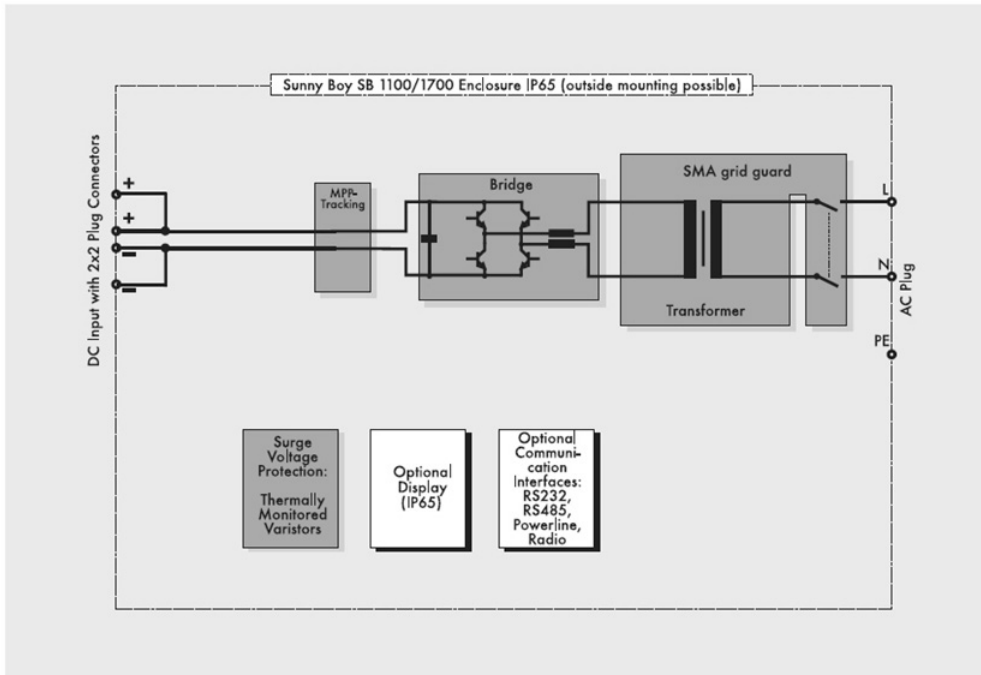 Sunny Boy SB 1100/1700 Enclosure IP65 (outside mounting possible)
DC Input with 2x2 Plug Connectors
+
+
−
−
MPP-
Tracking
Bridge
SMA grid guard
Transformer
L
N
PE
AC Plug
Surge
Voltage
Protection:
Thermally
Monitored
Varistors
Optional
Display
(IP65)
Optional
Communi-
cation
Interfaces:
RS232,
RS485,
Powerline,
Radio